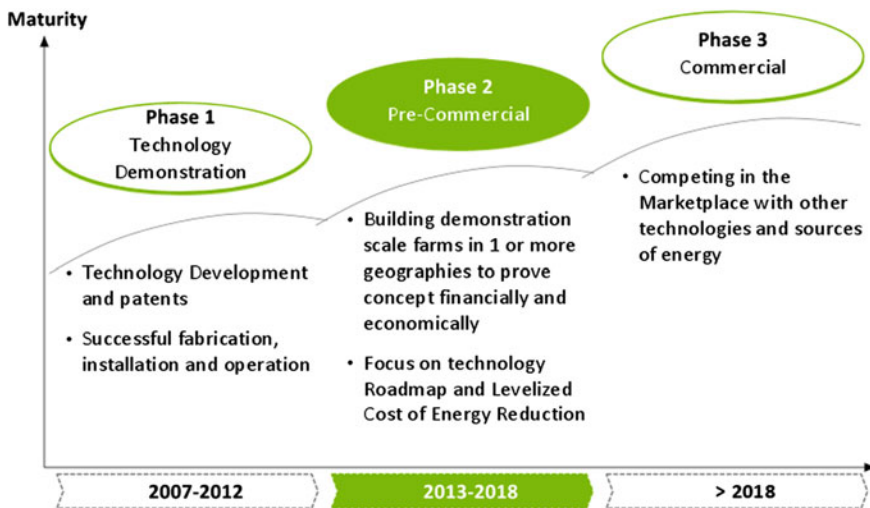 Maturity
Phase 1
Technology
Demonstration
Phase 2
Pre-Commercial
Phase 3
Commercial
• Technology Development
and patents
• Successful fabrication,
installation and operation
• Building demonstration
scale farms in 1 or more
geographies to prove
concept financially and
economically
• Focus on technology
Roadmap and Levelized
Cost of Energy Reduction
• Competing in the
Marketplace with other
technologies and sources
of energy
2007-2012
2013-2018
> 2018